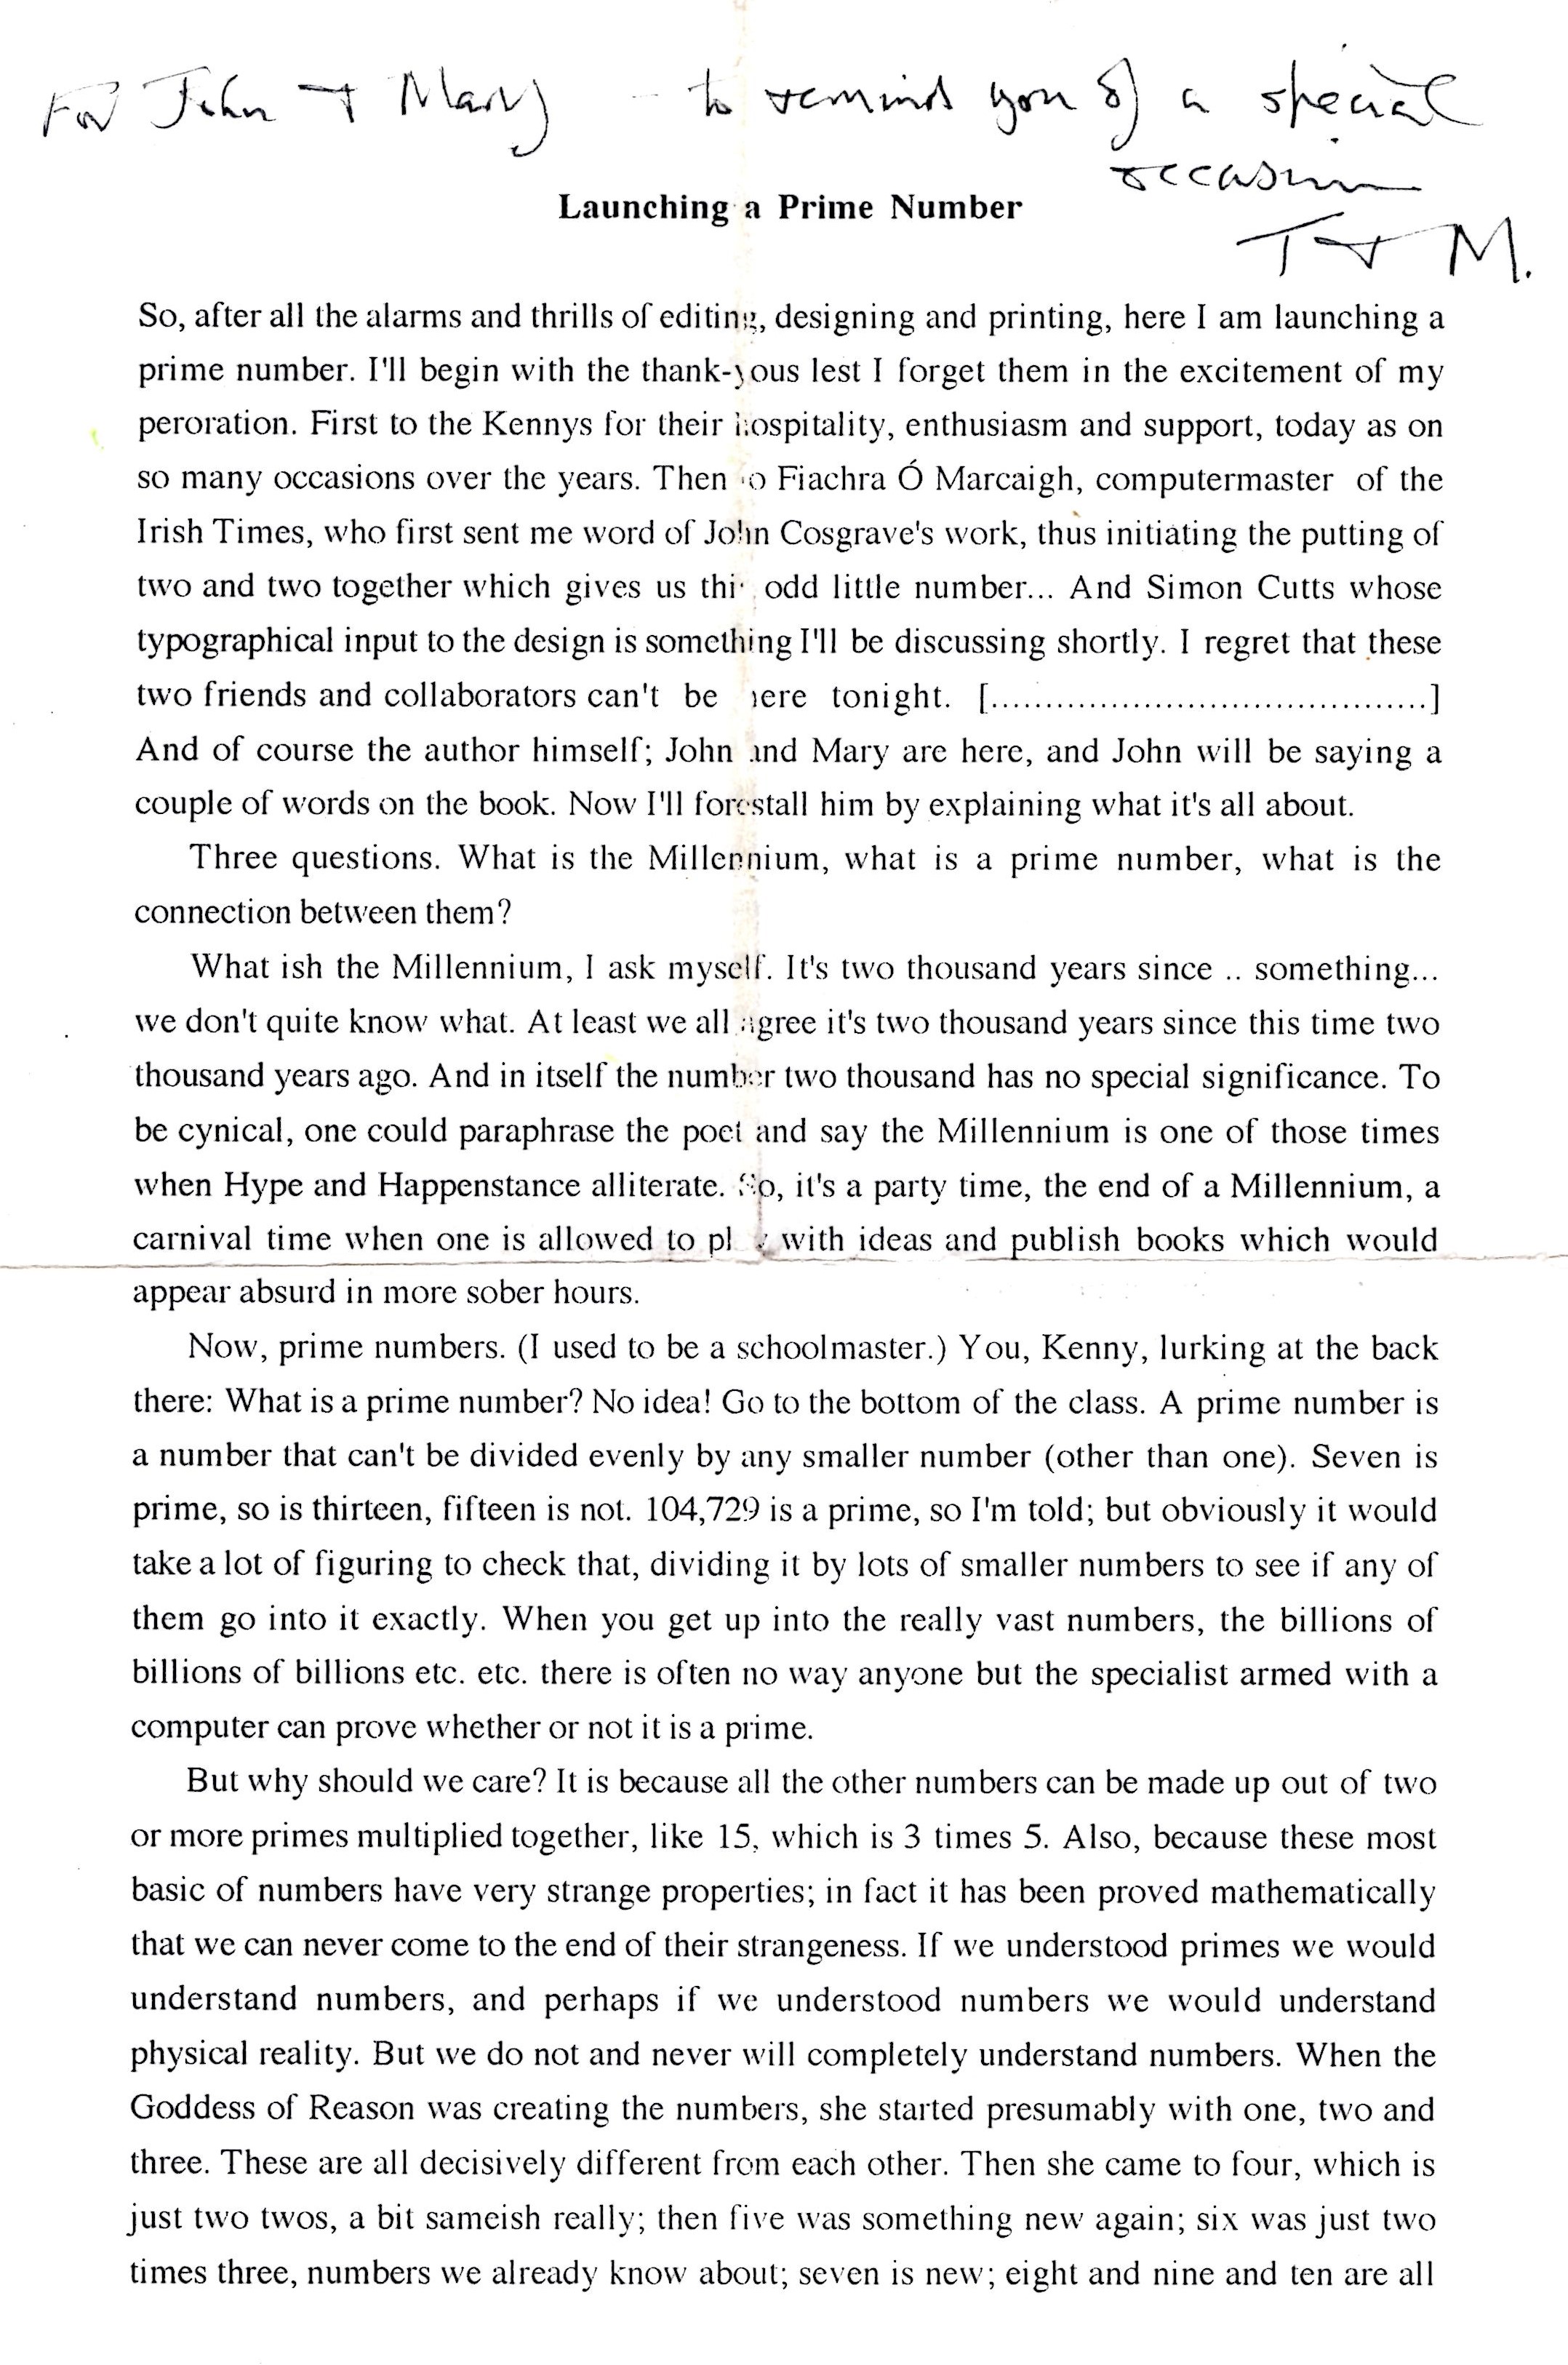 For John + Mary - to remind you of a special
occasion
T + M.
Launching a Prime Number
So, after all the alarms and thrills of editing, designing and printing, here I am launching a
prime number. I'll begin with the thank-yous lest I forget them in the excitement of my
peroration. First to the Kennys for their hospitality, enthusiasm and support, today as on
so many occasions over the years. Then to Fiachra Ó Marcaigh, computermaster of the
Irish Times, who first sent me word of John Cosgrave's work, thus initiating the putting of
two and two together which gives us this odd little number... And Simon Cutts whose
typographical input to the design is something I'll be discussing shortly. I regret that these
two friends and collaborators can't be here tonight. [.........................................]
And of course the author himself; John and Mary are here, and John will be saying a
couple of words on the book. Now I'll forestall him by explaining what it's all about.
Three questions. What is the Millennium, what is a prime number, what is the
connection between them?
What ish the Millennium, I ask myself. It's two thousand years since .. something...
we don't quite know what. At least we all agree it's two thousand years since this time two
thousand years ago. And in itself the number two thousand has no special significance. To
be cynical, one could paraphrase the poet and say the Millennium is one of those times
when Hype and Happenstance alliterate. So, it's a party time, the end of a Millennium, a
carnival time when one is allowed to play with ideas and publish books which would
appear absurd in more sober hours.
Now, prime numbers. (I used to be a schoolmaster.) You, Kenny, lurking at the back
there: What is a prime number? No idea! Go to the bottom of the class. A prime number is
a number that can't be divided evenly by any smaller number (other than one). Seven is
prime, so is thirteen, fifteen is not. 104,729 is a prime, so I'm told; but obviously it would
take a lot of figuring to check that, dividing it by lots of smaller numbers to see if any of
them go into it exactly. When you get up into the really vast numbers, the billions of
billions of billions etc. etc. there is often no way anyone but the specialist armed with a
computer can prove whether or not it is a prime.
But why should we care? It is because all the other numbers can be made up out of two
or more primes multiplied together, like 15, which is 3 times 5. Also, because these most
basic of numbers have very strange properties; in fact it has been proved mathematically
that we can never come to the end of their strangeness. If we understood primes we would
understand numbers, and perhaps if we understood numbers we would understand
physical reality. But we do not and never will completely understand numbers. When the
Goddess of Reason was creating the numbers, she started presumably with one, two and
three. These are all decisively different from each other. Then she came to four, which is
just two twos, a bit sameish really; then five was something new again; six was just two
times three, numbers we already know about; seven is new; eight and nine and ten are all